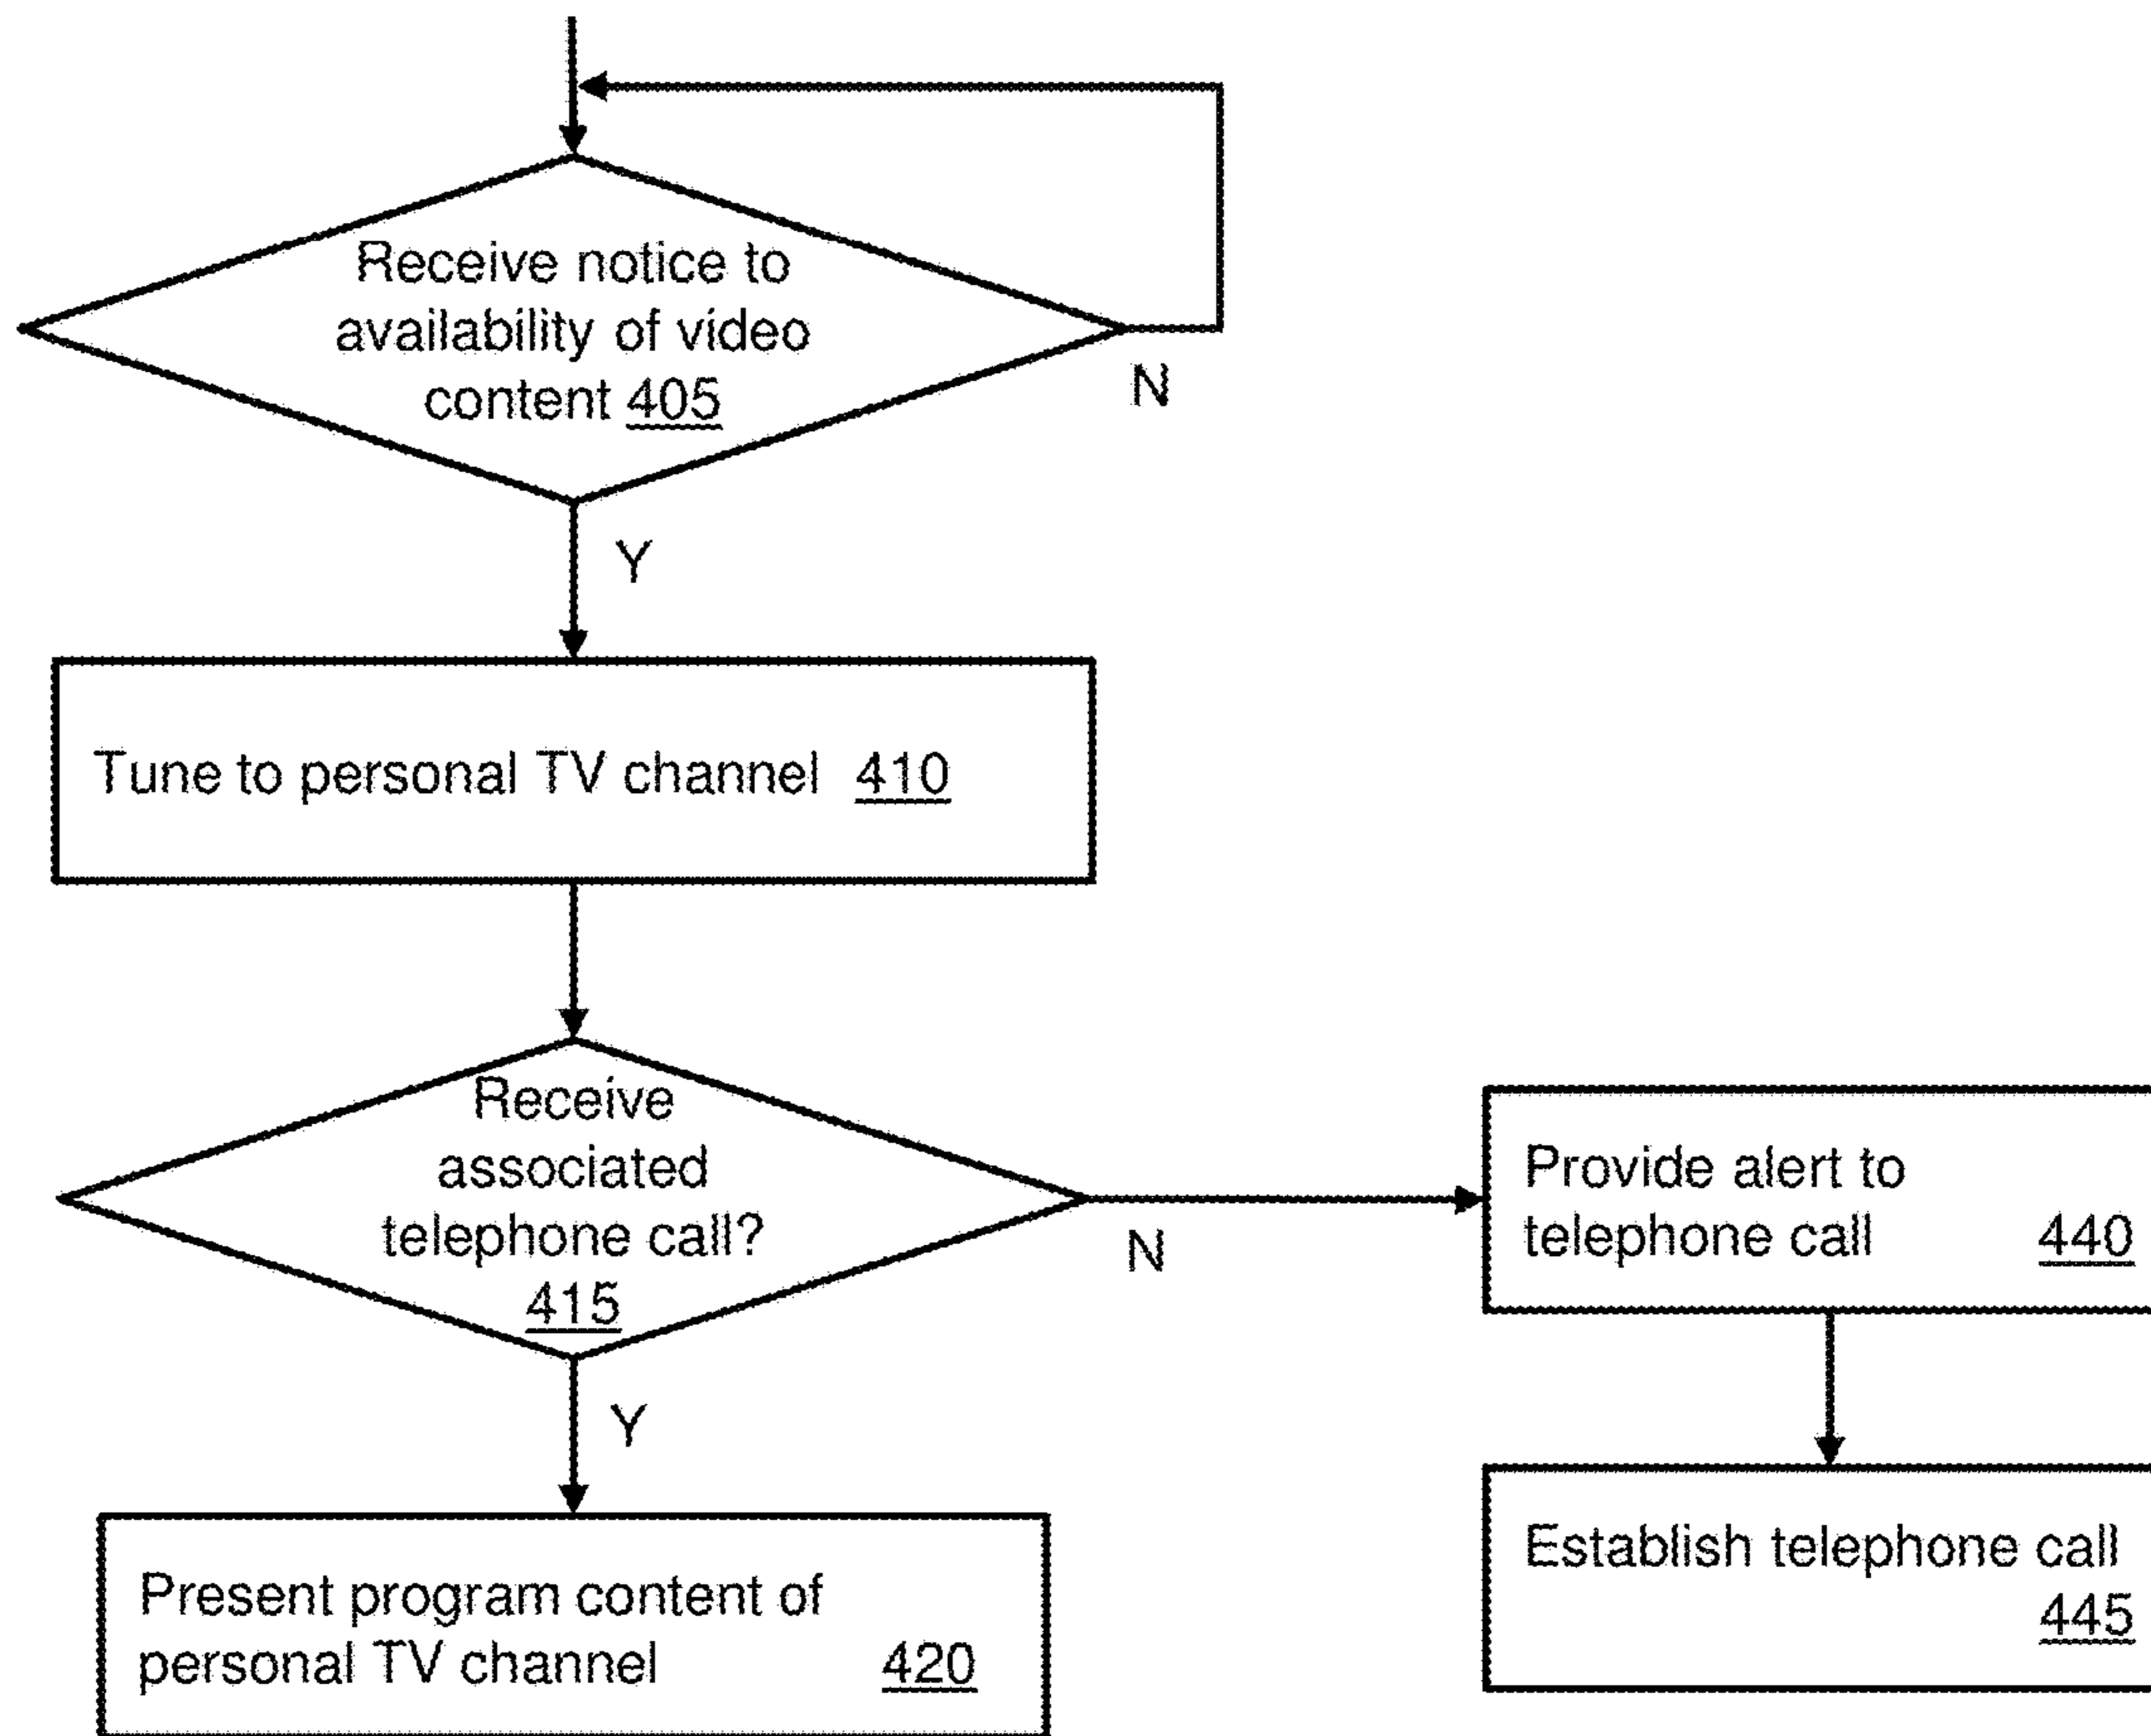 Receive notice to
availability of video
content 405
N
Y
Tune to personal TV channel 410
Receive
associated
telephone call?
415
N
Y
Provide alert to
telephone call 440
Establish telephone call
445
Present program content of
personal TV channel 420